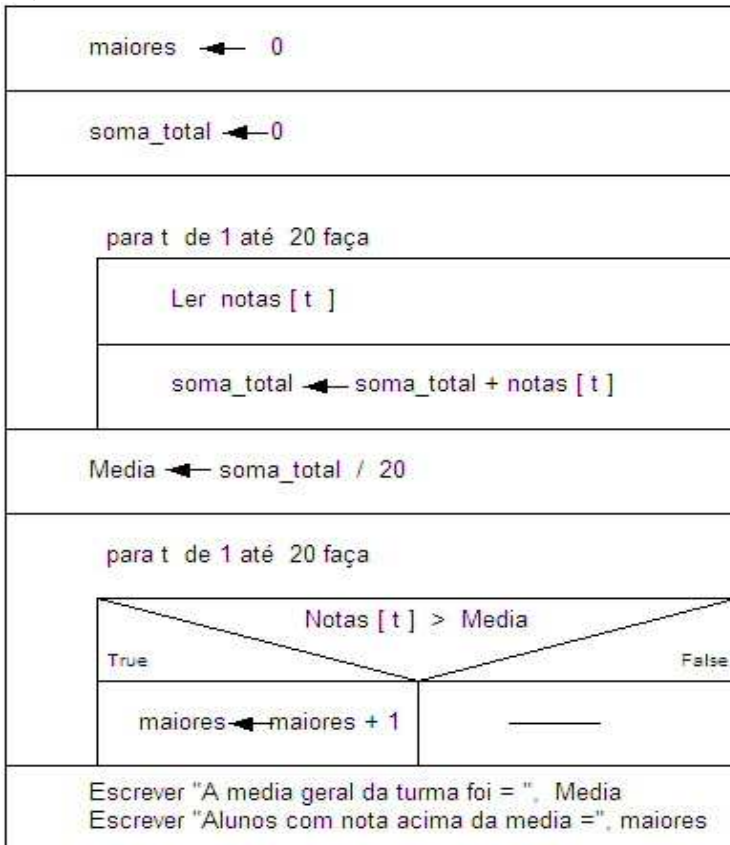 maiores 0
soma_total 0
para t de 1 até 20 faça
Ler notas [ t ]
soma_total soma_total + notas [ t ]
Media soma_total / 20
para t de 1 até 20 faça
Notas [ t ] > Media
True False
maiores maiores + 1
Escrever "A media geral da turma foi = ", Media
Escrever "Alunos com nota acima da media =", maiores